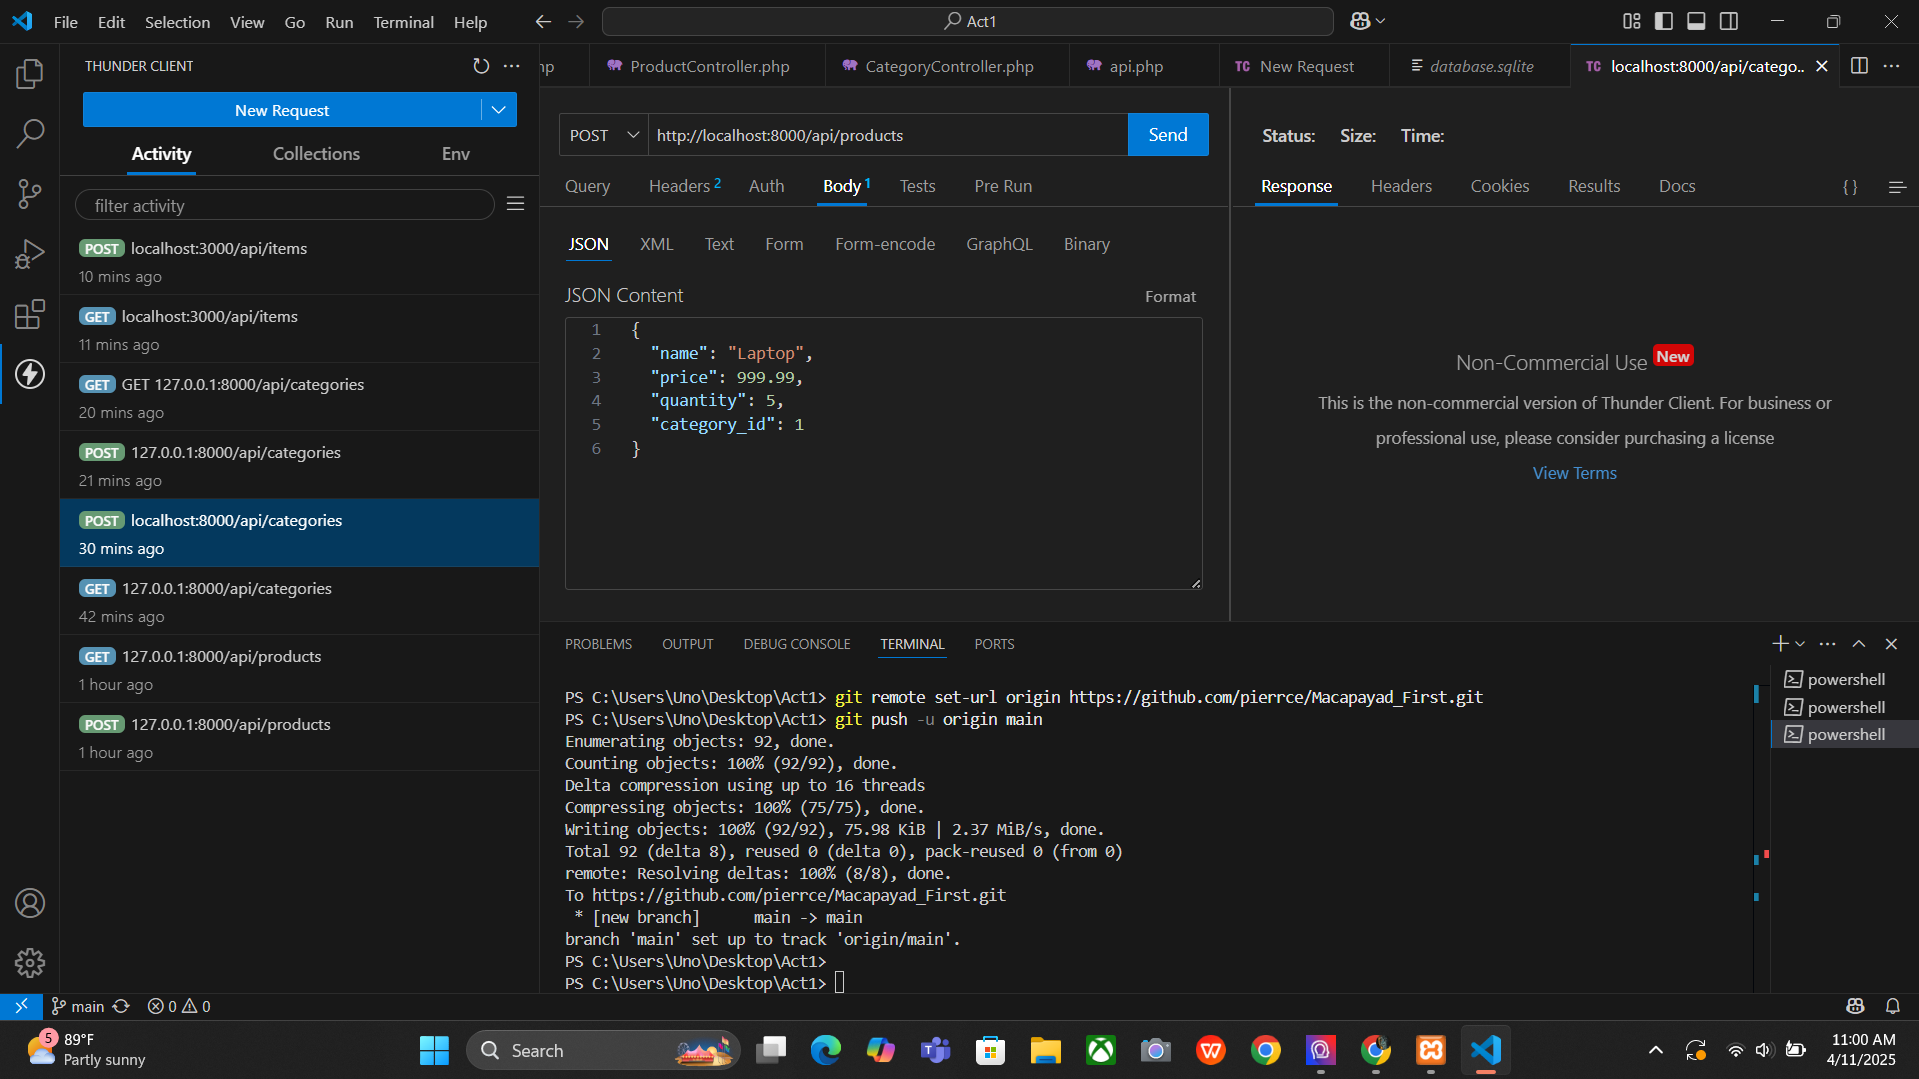 File Edit Selection View Go Run Terminal Help
Act1
THUNDER CLIENT
New Request
Activity Collections Env
filter activity
POST localhost:3000/api/items
10 mins ago
GET localhost:3000/api/items
11 mins ago
GET GET 127.0.0.1:8000/api/categories
20 mins ago
POST 127.0.0.1:8000/api/categories
21 mins ago
POST localhost:8000/api/categories
30 mins ago
GET 127.0.0.1:8000/api/categories
42 mins ago
GET 127.0.0.1:8000/api/products
1 hour ago
POST 127.0.0.1:8000/api/products
1 hour ago
np ProductController.php CategoryController.php api.php TC New Request database.sqlite TC localhost:8000/api/catego..
POST http://localhost:8000/api/products Send
Query Headers 2 Auth Body 1 Tests Pre Run
JSON XML Text Form Form-encode GraphQL Binary
JSON Content Format
1 {
2 "name": "Laptop",
3 "price": 999.99,
4 "quantity": 5,
5 "category_id": 1
6 }
Status: Size: Time:
Response Headers Cookies Results Docs {}
Non-Commercial Use New
This is the non-commercial version of Thunder Client. For business or
professional use, please consider purchasing a license
View Terms
PROBLEMS OUTPUT DEBUG CONSOLE TERMINAL PORTS
PS C:\Users\Uno\Desktop\Act1> git remote set-url origin https://github.com/pierrce/Macapayad_First.git
PS C:\Users\Uno\Desktop\Act1> git push -u origin main
Enumerating objects: 92, done.
Counting objects: 100% (92/92), done.
Delta compression using up to 16 threads
Compressing objects: 100% (75/75), done.
Writing objects: 100% (92/92), 75.98 KiB | 2.37 MiB/s, done.
Total 92 (delta 8), reused 0 (delta 0), pack-reused 0 (from 0)
remote: Resolving deltas: 100% (8/8), done.
To https://github.com/pierrce/Macapayad_First.git
 * [new branch]      main -> main
branch 'main' set up to track 'origin/main'.
PS C:\Users\Uno\Desktop\Act1>
PS C:\Users\Uno\Desktop\Act1>
powershell
powershell
powershell
main 0 0
5 89°F
Partly sunny
Search
11:00 AM
4/11/2025